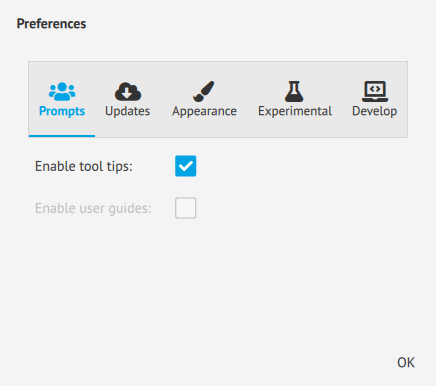 Preferences
Prompts Updates Appearance Experimental Develop
Enable tool tips:
Enable user guides:
OK